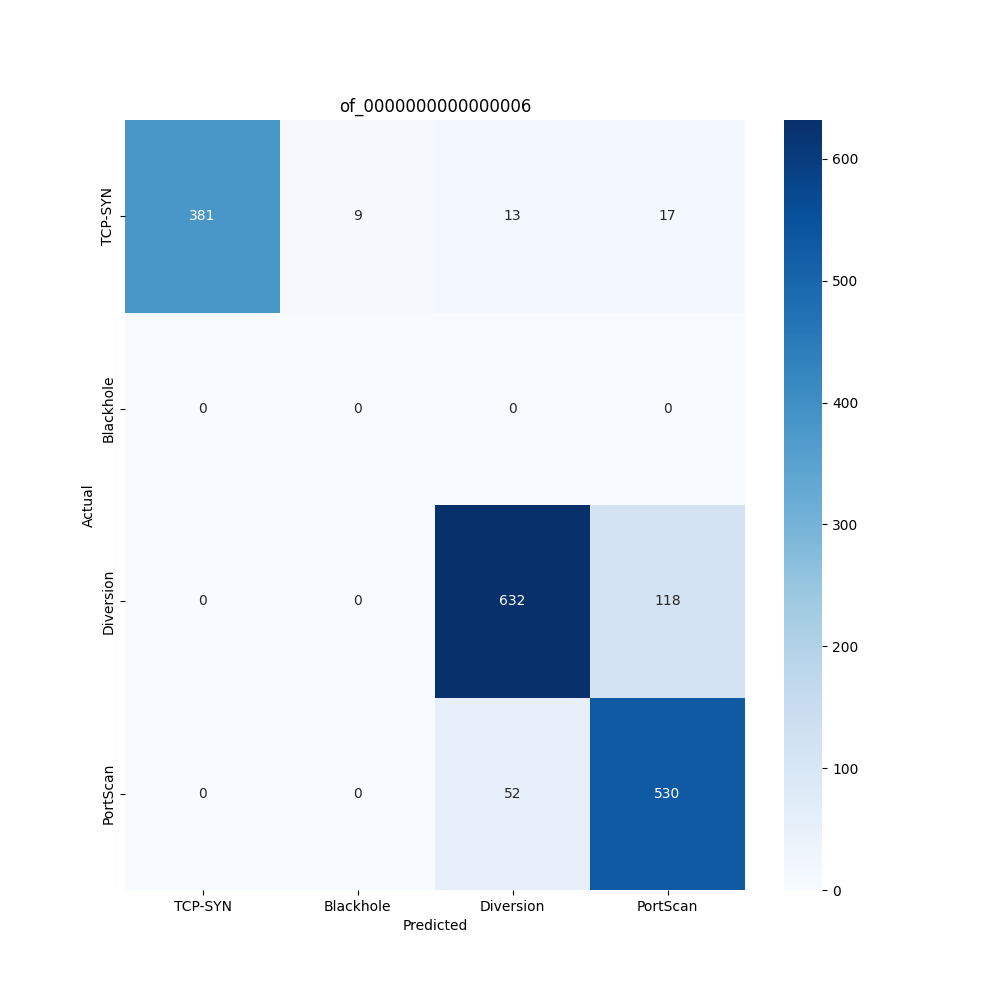 of_0000000000000006
TCP-SYN
381 9 13 17
Blackhole
0 0 0 0
Actual
Diversion
0 0 632 118
PortScan
0 0 52 530
TCP-SYN Blackhole Diversion PortScan
Predicted
600
500
400
300
200
100
0